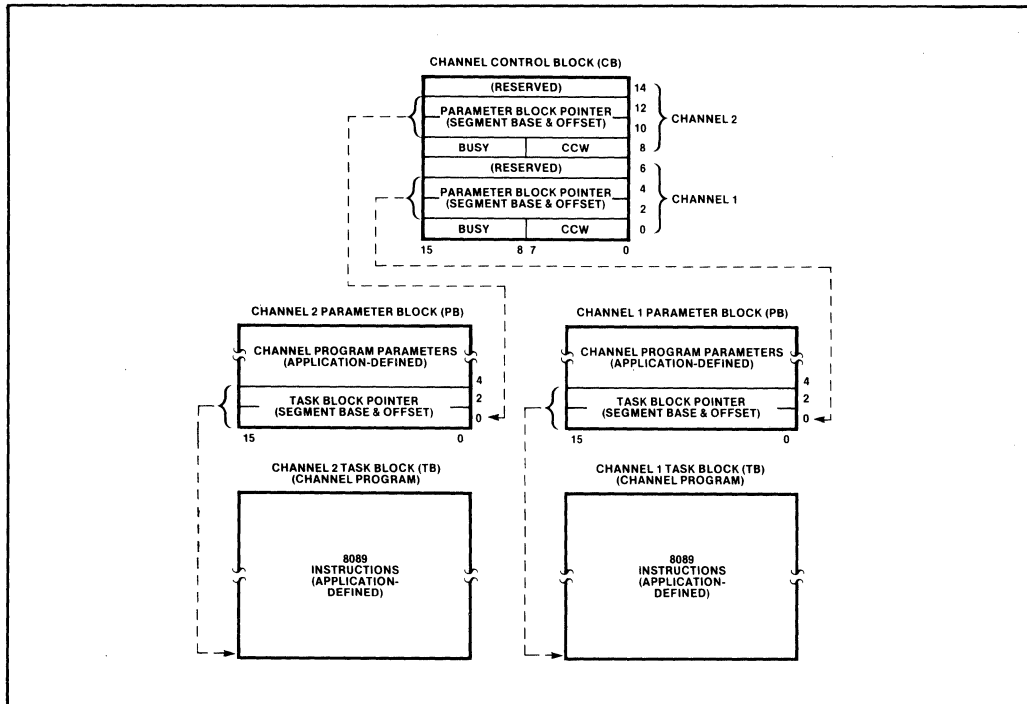 CHANNEL CONTROL BLOCK (CB)
(RESERVED) 14
PARAMETER BLOCK POINTER 12
(SEGMENT BASE & OFFSET) 10
CHANNEL 2
BUSY CCW 8
(RESERVED) 6
PARAMETER BLOCK POINTER 4
(SEGMENT BASE & OFFSET) 2
CHANNEL 1
BUSY CCW 0
15 8 7 0
CHANNEL 2 PARAMETER BLOCK (PB)
CHANNEL PROGRAM PARAMETERS
(APPLICATION-DEFINED)
4
TASK BLOCK POINTER 2
(SEGMENT BASE & OFFSET) 0
15 0
CHANNEL 1 PARAMETER BLOCK (PB)
CHANNEL PROGRAM PARAMETERS
(APPLICATION-DEFINED)
4
TASK BLOCK POINTER 2
(SEGMENT BASE & OFFSET) 0
15 0
CHANNEL 2 TASK BLOCK (TB)
(CHANNEL PROGRAM)
8089
INSTRUCTIONS
(APPLICATION-
DEFINED)
CHANNEL 1 TASK BLOCK (TB)
(CHANNEL PROGRAM)
8089
INSTRUCTIONS
(APPLICATION-
DEFINED)